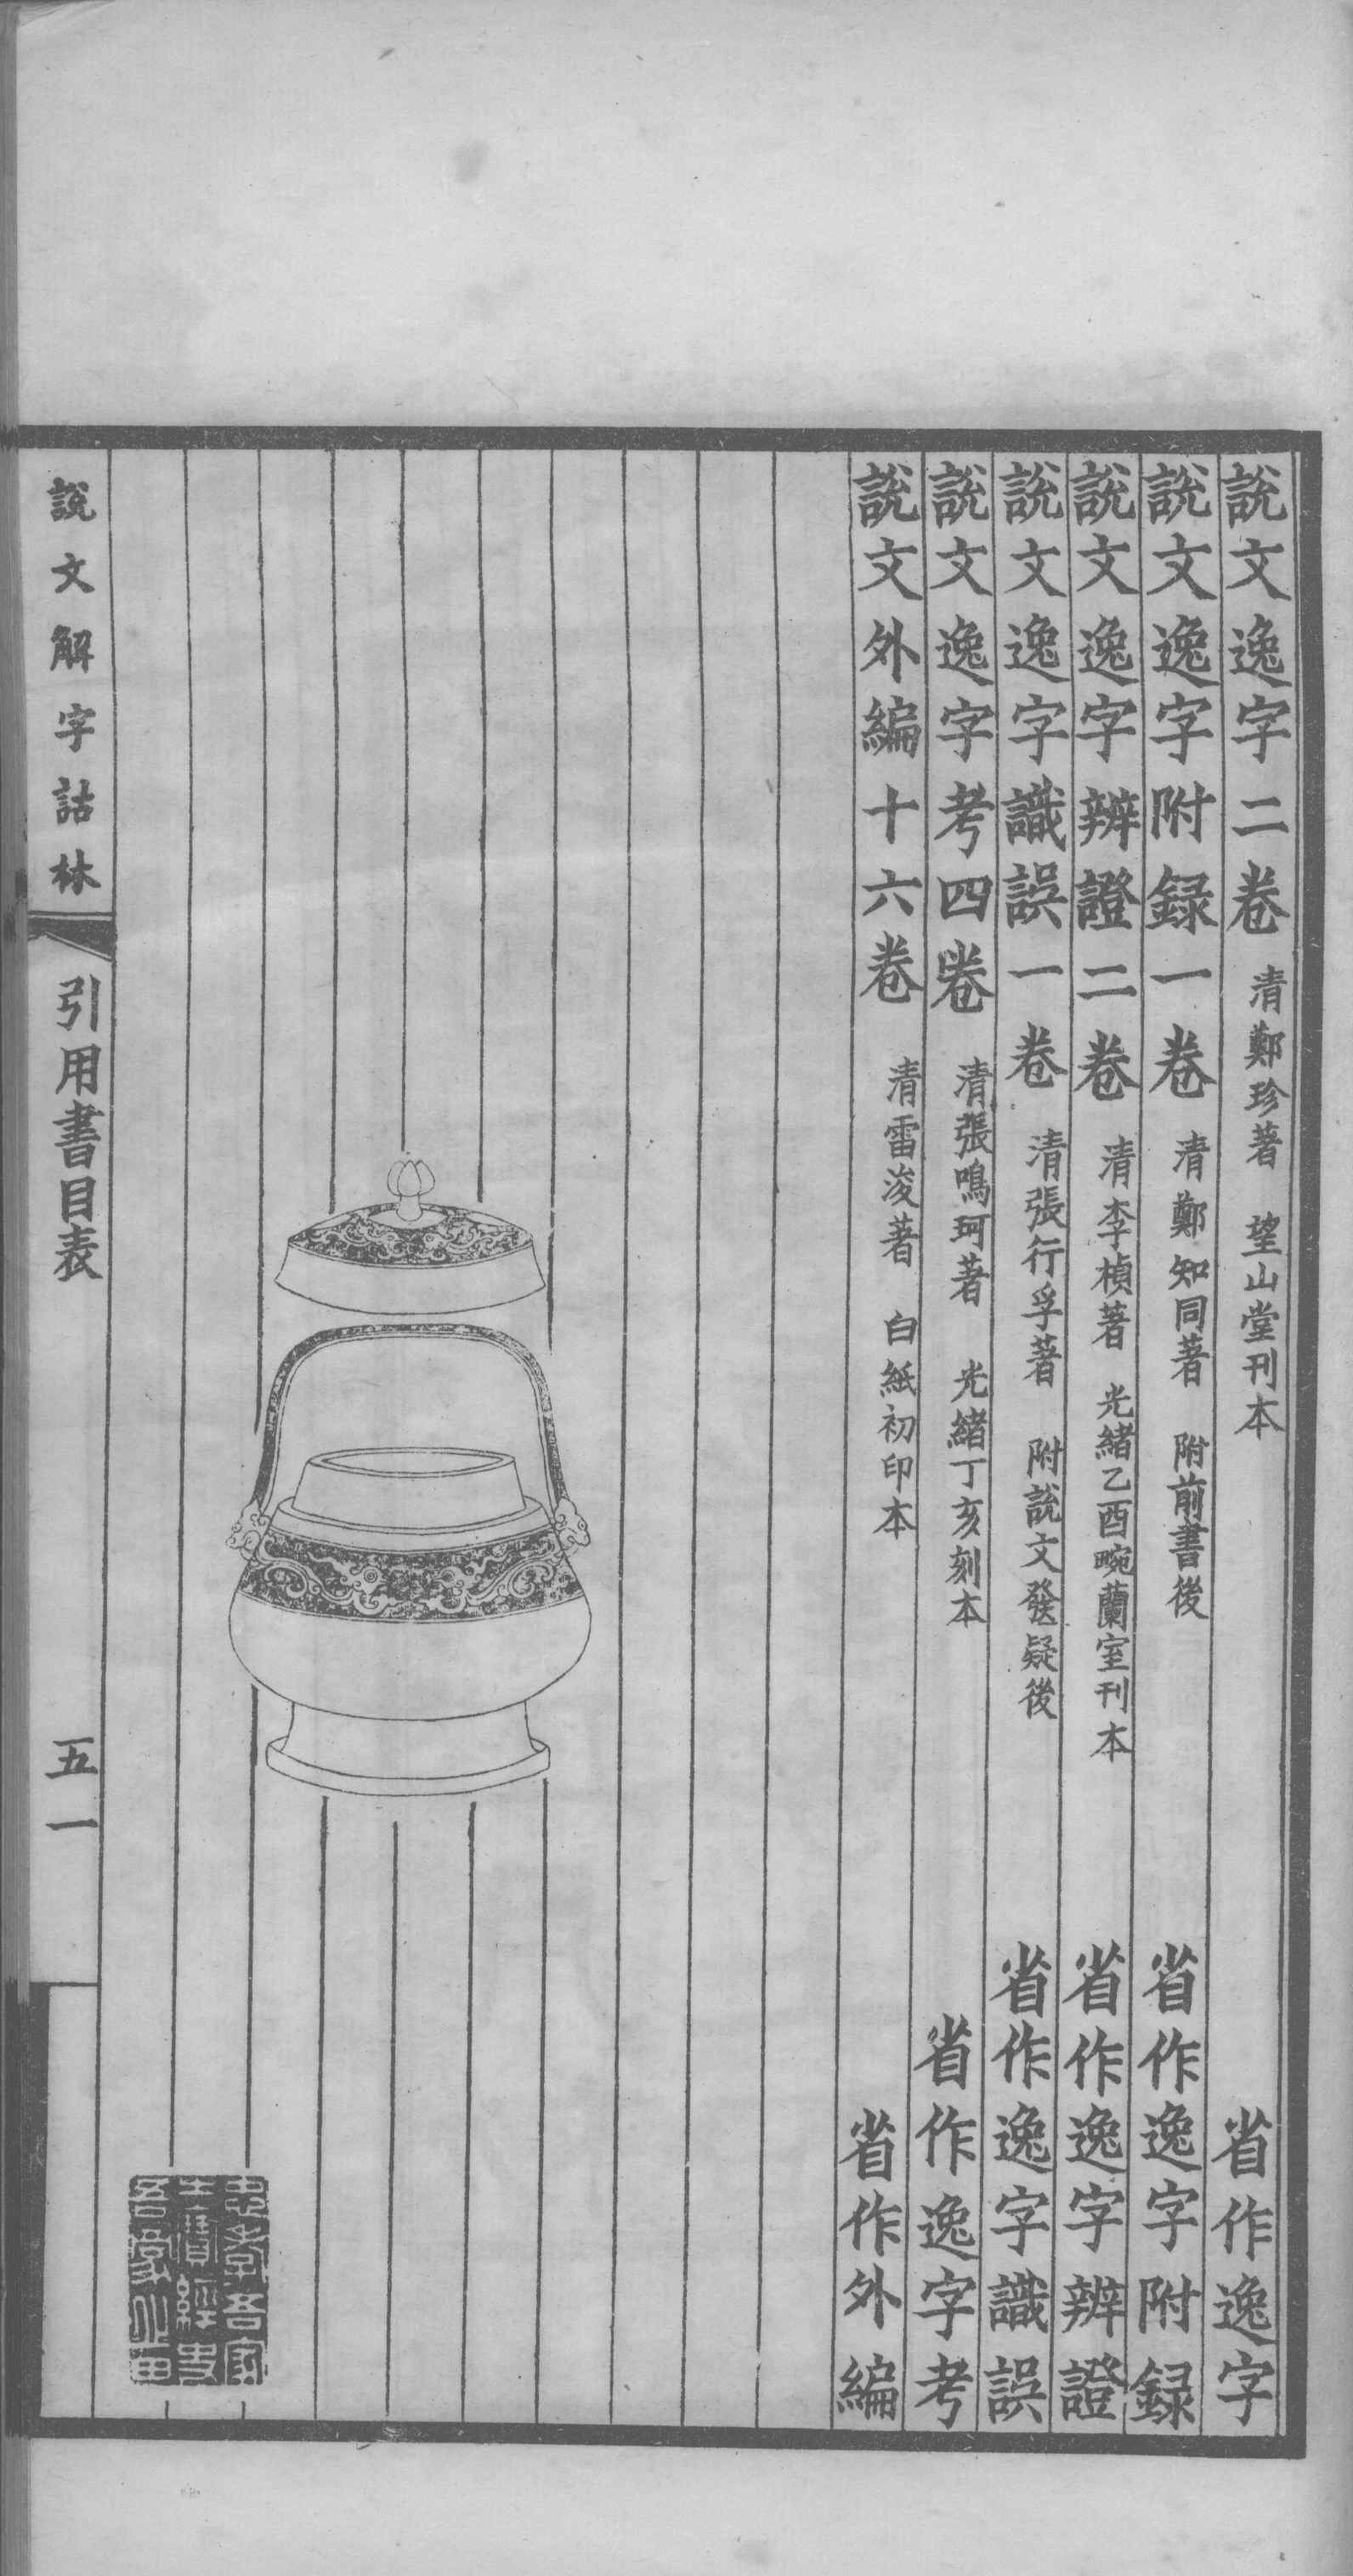 說文逸字二卷 清鄭珍著 望山堂刊本 省作逸字
說文逸字附録一卷 清鄭知同著 附前書後 省作逸字附録
說文逸字辨證二卷 清李楨著 光緒乙酉畹蘭室刊本 省作逸字辨證
說文逸字識誤一卷 清張行孚著 附說文發疑後 省作逸字識誤
說文逸字考四卷 清張鳴珂著 光緒丁亥刻本 省作逸字考
說文外編十六卷 清雷浚著 白紙初印本 省作外編
說文解字詁林 引用書目表 五一